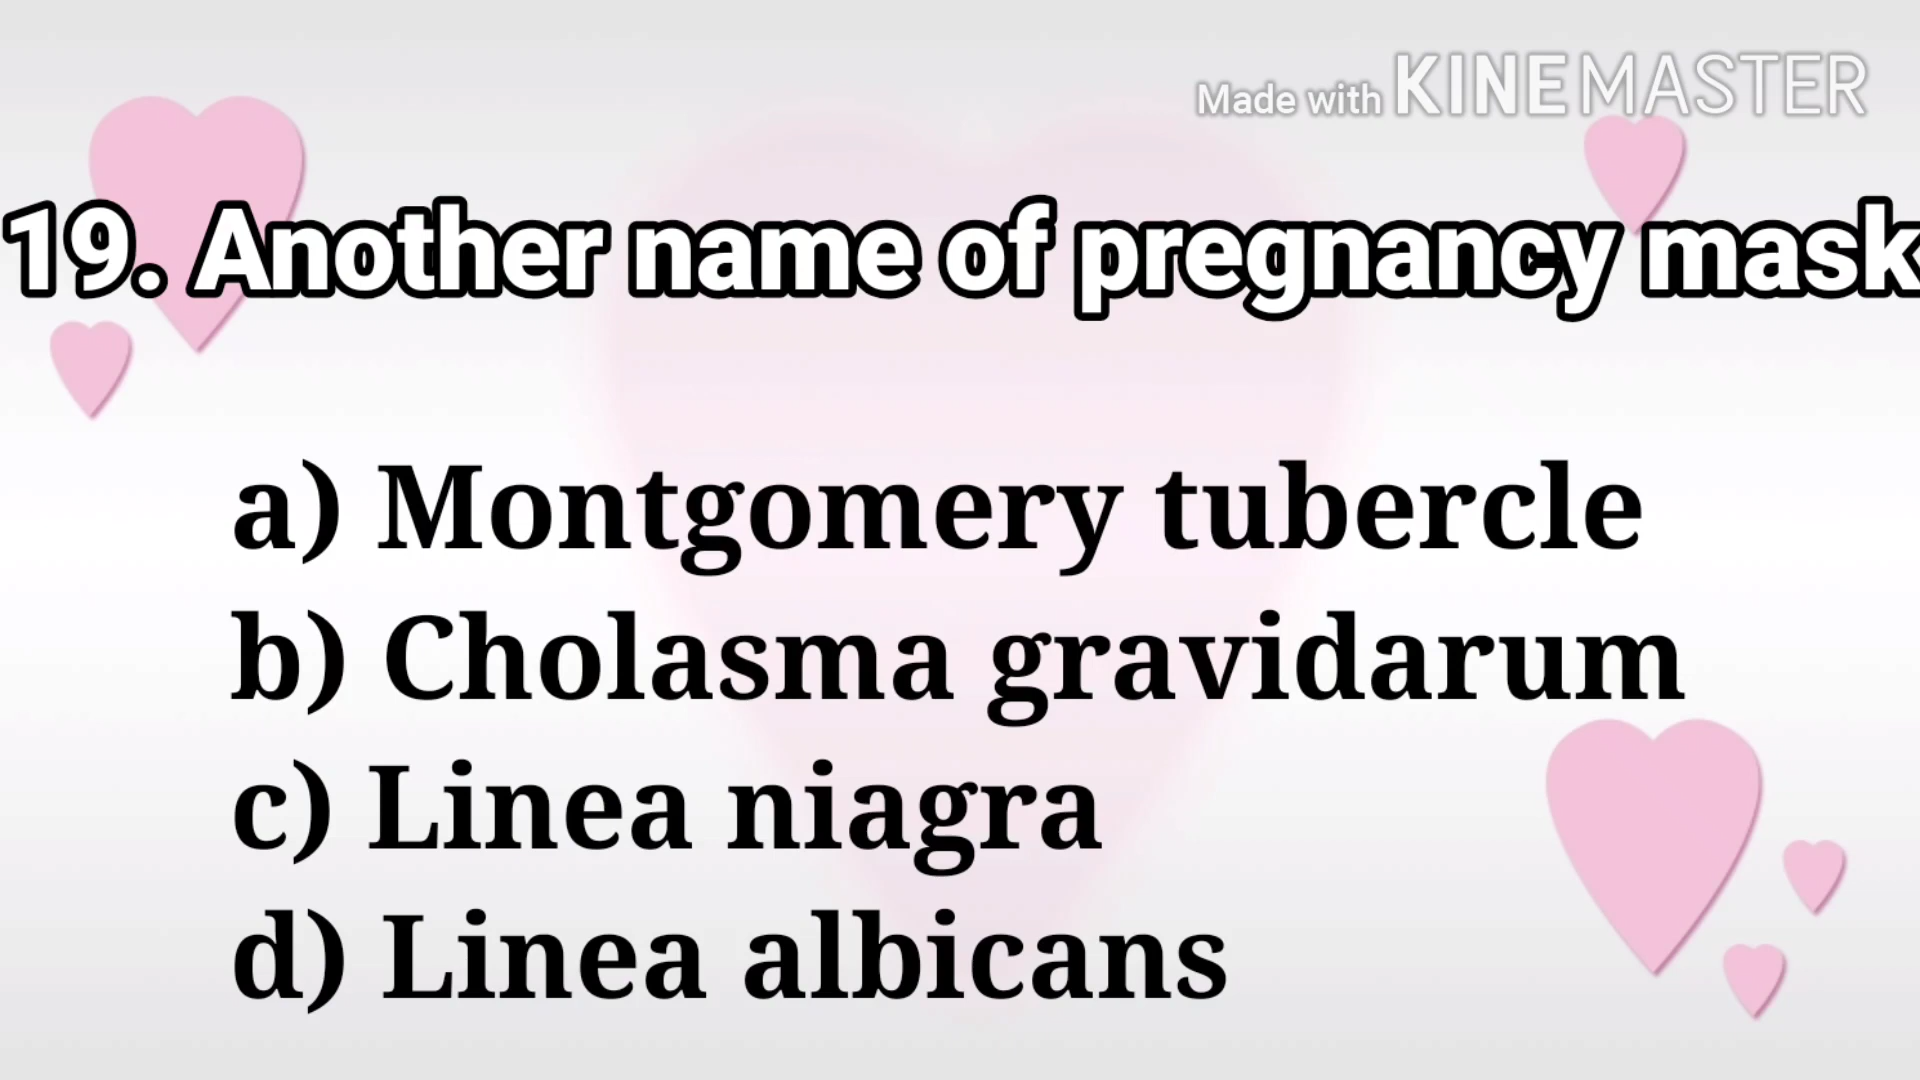 Made with KINEMASTER
19. Another name of pregnancy mask
a) Montgomery tubercle
b) Cholasma gravidarum
c) Linea niagra
d) Linea albicans